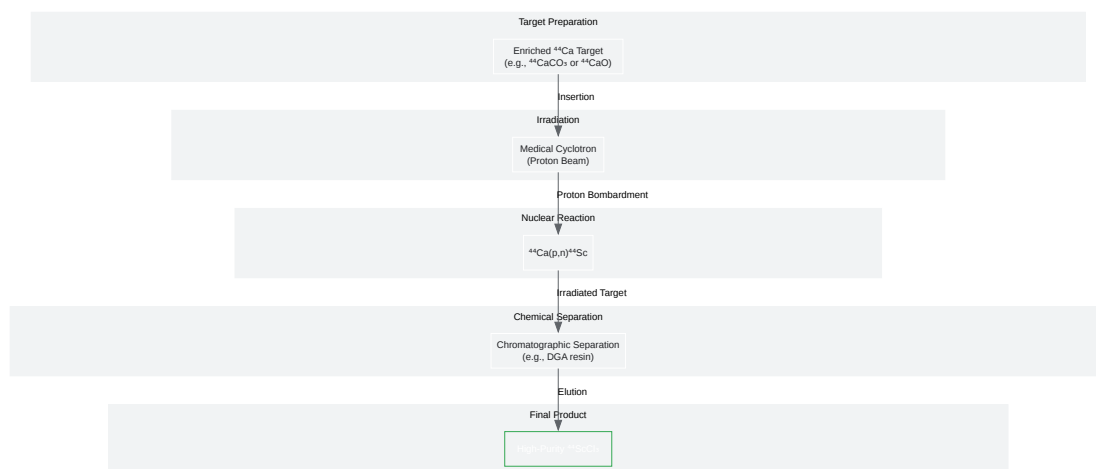 Target Preparation
Enriched ⁴⁴Ca Target
(e.g., ⁴⁴CaCO₃ or ⁴⁴CaO)
Insertion
Irradiation
Medical Cyclotron
(Proton Beam)
Proton Bombardment
Nuclear Reaction
⁴⁴Ca(p,n)⁴⁴Sc
Irradiated Target
Chemical Separation
Chromatographic Separation
(e.g., DGA resin)
Elution
Final Product